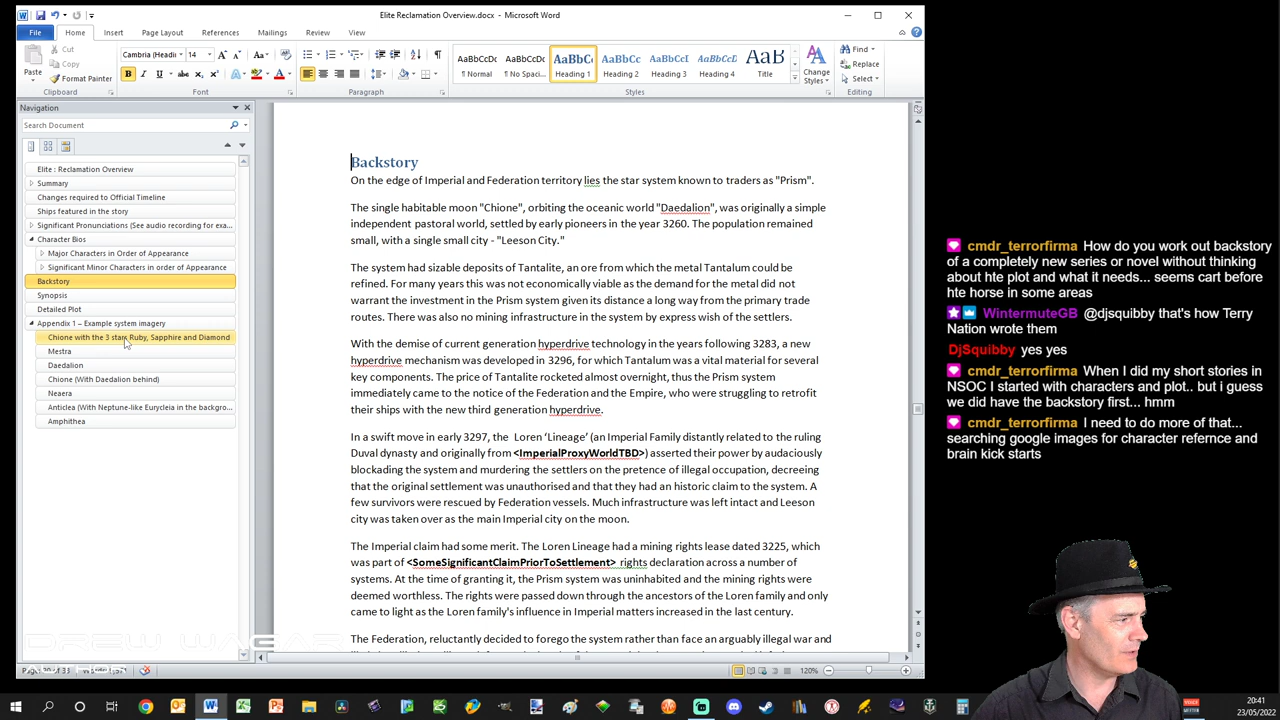 Elite Reclamation Overview.docx - Microsoft Word
File Home Insert Page Layout References Mailings Review View
Cut
Copy
Format Painter
Paste
Clipboard
Cambria (Headi 14
Font
Paragraph
AaBbCcDc AaBbCcDc AaBbC AaBbCc AaBbCcI AaBbCcD AaB
¶ Normal ¶ No Spaci... Heading 1 Heading 2 Heading 3 Heading 4 Title
Change
Styles
Styles
Find
Replace
Select
Editing
Navigation
Search Document
Elite : Reclamation Overview
Summary
Changes required to Official Timeline
Ships featured in the story
Significant Pronunciations (See audio recording for exa...
Character Bios
Major Characters in Order of Appearance
Significant Minor Characters in order of Appearance
Backstory
Synopsis
Detailed Plot
Appendix 1 – Example system imagery
Chione with the 3 stars Ruby, Sapphire and Diamond
Mestra
Daedalion
Chione (With Daedalion behind)
Neaera
Anticlea (With Neptune-like Eurycleia in the backgro...
Amphithea
Backstory
On the edge of Imperial and Federation territory lies the star system known to traders as "Prism".
The single habitable moon "Chione", orbiting the oceanic world "Daedalion", was originally a simple
independent pastoral world, settled by early pioneers in the year 3260. The population remained
small, with a single small city - "Leeson City."
The system had sizable deposits of Tantalite, an ore from which the metal Tantalum could be
refined. For many years this was not economically viable as the demand for the metal did not
warrant the investment in the Prism system given its distance a long way from the primary trade
routes. There was also no mining infrastructure in the system by express wish of the settlers.
With the demise of current generation hyperdrive technology in the years following 3283, a new
hyperdrive mechanism was developed in 3296, for which Tantalum was a vital material for several
key components. The price of Tantalite rocketed almost overnight, thus the Prism system
immediately came to the notice of the Federation and the Empire, who were struggling to retrofit
their ships with the new third generation hyperdrive.
In a swift move in early 3297, the Loren 'Lineage' (an Imperial Family distantly related to the ruling
Duval dynasty and originally from <ImperialProxyWorldTBD>) asserted their power by audaciously
blockading the system and murdering the settlers on the pretence of illegal occupation, decreeing
that the original settlement was unauthorised and that they had an historic claim to the system. A
few survivors were rescued by Federation vessels. Much infrastructure was left intact and Leeson
city was taken over as the main Imperial city on the moon.
The Imperial claim had some merit. The Loren Lineage had a mining rights lease dated 3225, which
was part of <SomeSignificantClaimPriorToSettlement> rights declaration across a number of
systems. At the time of granting it, the Prism system was uninhabited and the mining rights were
deemed worthless. The rights were passed down through the ancestors of the Loren family and only
came to light as the Loren family's influence in Imperial matters increased in the last century.
The Federation, reluctantly decided to forego the system rather than face an arguably illegal war and
DREW WAGAR
120%
cmdr_terrorfirma How do you work out backstory
of a completely new series or novel without thinking
about hte plot and what it needs... seems cart before
hte horse in some areas
WintermuteGB @djsquibby that's how Terry
Nation wrote them
DjSquibby yes yes
cmdr_terrorfirma When I did my short stories in
NSOC I started with characters and plot.. but i guess
we did have the backstory first... hmm
cmdr_terrorfirma I need to do more of that...
searching google images for character refernce and
brain kick starts
20:41
23/05/2022